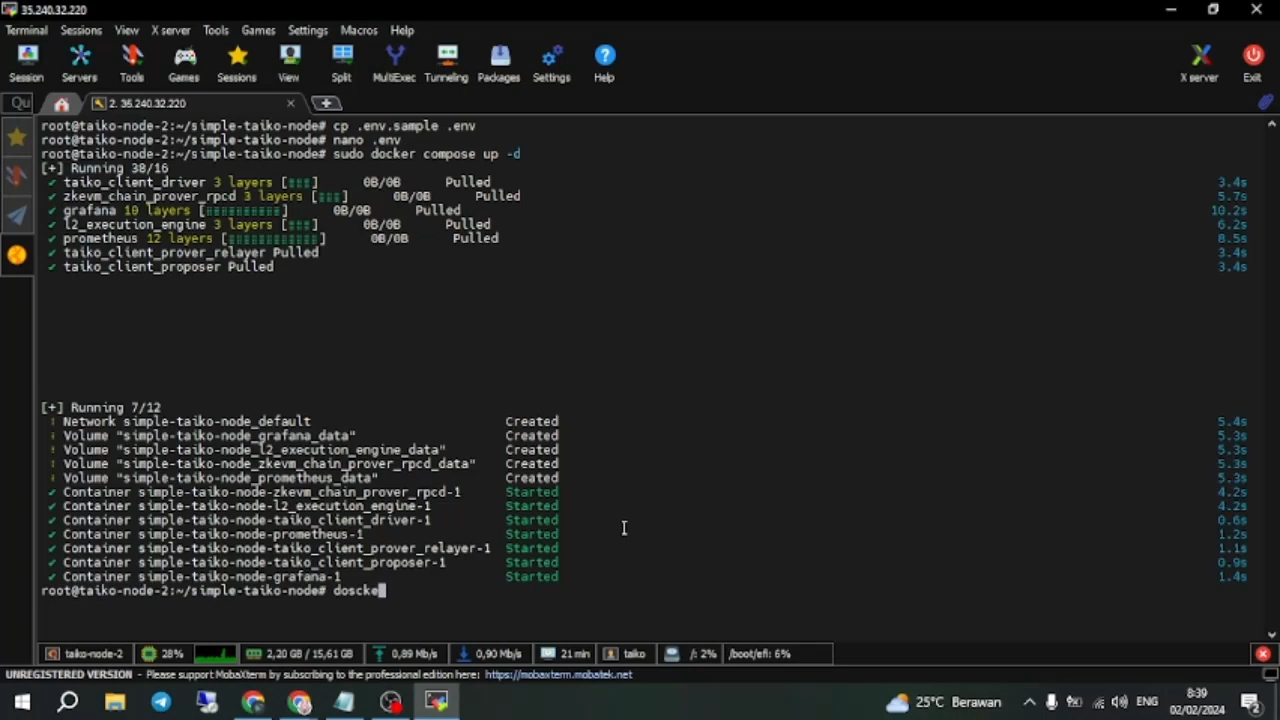 35.240.32.220
Terminal Sessions View X server Tools Games Settings Macros Help
Session Servers Tools Games Sessions View Split MultiExec Tunneling Packages Settings Help X server Exit
Qu 2. 35.240.32.220
root@taiko-node-2:~/simple-taiko-node# cp .env.sample .env
root@taiko-node-2:~/simple-taiko-node# nano .env
root@taiko-node-2:~/simple-taiko-node# sudo docker compose up -d
[+] Running 38/16
✔ taiko_client_driver 3 layers [⣿⣿⣿] 0B/0B Pulled 3.4s
✔ zkevm_chain_prover_rpcd 3 layers [⣿⣿⣿] 0B/0B Pulled 5.7s
✔ grafana 10 layers [⣿⣿⣿⣿⣿⣿⣿⣿⣿⣿] 0B/0B Pulled 10.2s
✔ l2_execution_engine 3 layers [⣿⣿⣿] 0B/0B Pulled 6.2s
✔ prometheus 12 layers [⣿⣿⣿⣿⣿⣿⣿⣿⣿⣿⣿⣿] 0B/0B Pulled 8.5s
✔ taiko_client_prover_relayer Pulled 3.4s
✔ taiko_client_proposer Pulled 3.4s
[+] Running 7/12
Network simple-taiko-node_default Created 5.4s
Volume "simple-taiko-node_grafana_data" Created 5.3s
Volume "simple-taiko-node_l2_execution_engine_data" Created 5.3s
Volume "simple-taiko-node_zkevm_chain_prover_rpcd_data" Created 5.3s
Volume "simple-taiko-node_prometheus_data" Created 5.3s
✔ Container simple-taiko-node-zkevm_chain_prover_rpcd-1 Started 4.2s
✔ Container simple-taiko-node-l2_execution_engine-1 Started 4.2s
✔ Container simple-taiko-node-taiko_client_driver-1 Started 0.6s
✔ Container simple-taiko-node-prometheus-1 Started 1.2s
✔ Container simple-taiko-node-taiko_client_prover_relayer-1 Started 1.1s
✔ Container simple-taiko-node-taiko_client_proposer-1 Started 0.9s
✔ Container simple-taiko-node-grafana-1 Started 1.4s
root@taiko-node-2:~/simple-taiko-node# doscke
taiko-node-2 28% 2,20 GB / 15,61 GB 0,89 Mb/s 0,90 Mb/s 21 min taiko /: 2% /boot/efi: 6%
UNREGISTERED VERSION - Please support MobaXterm by subscribing to the professional edition here: https://mobaxterm.mobatek.net
25°C Berawan ENG 8:39
02/02/2024 2